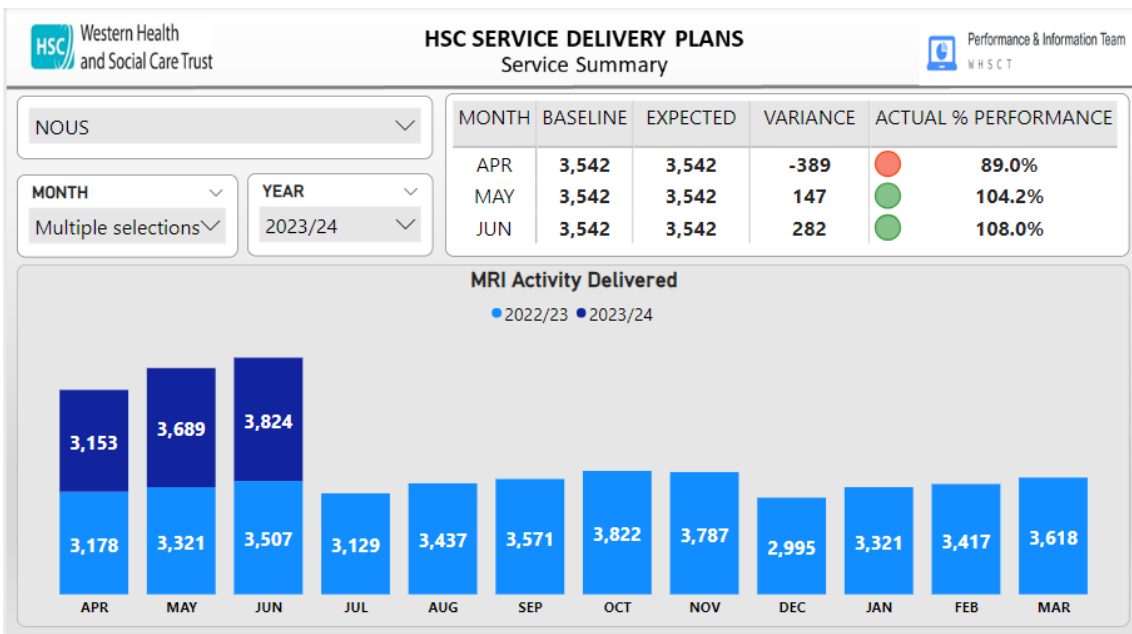 HSC
Western Health
and Social Care Trust
HSC SERVICE DELIVERY PLANS
Service Summary
Performance & Information Team
WHSCT
NOUS
MONTH
Multiple selections
YEAR
2023/24
MONTH BASELINE EXPECTED VARIANCE ACTUAL % PERFORMANCE
APR 3,542 3,542 -389 89.0%
MAY 3,542 3,542 147 104.2%
JUN 3,542 3,542 282 108.0%
MRI Activity Delivered
2022/23 2023/24
3,153 3,689 3,824
3,178 3,321 3,507 3,129 3,437 3,571 3,822 3,787 2,995 3,321 3,417 3,618
APR MAY JUN JUL AUG SEP OCT NOV DEC JAN FEB MAR